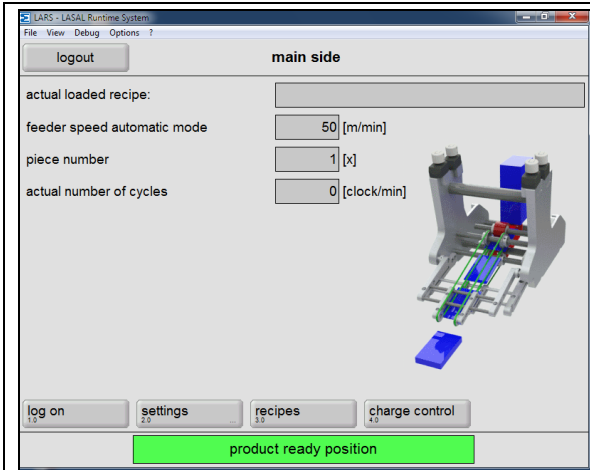 LARS - LASAL Runtime System
File View Debug Options ?
logout
main side
actual loaded recipe:
feeder speed automatic mode 50 [m/min]
piece number 1 [x]
actual number of cycles 0 [clock/min]
log on settings recipes charge control
1.0 2.0 ... 3.0 4.0
product ready position